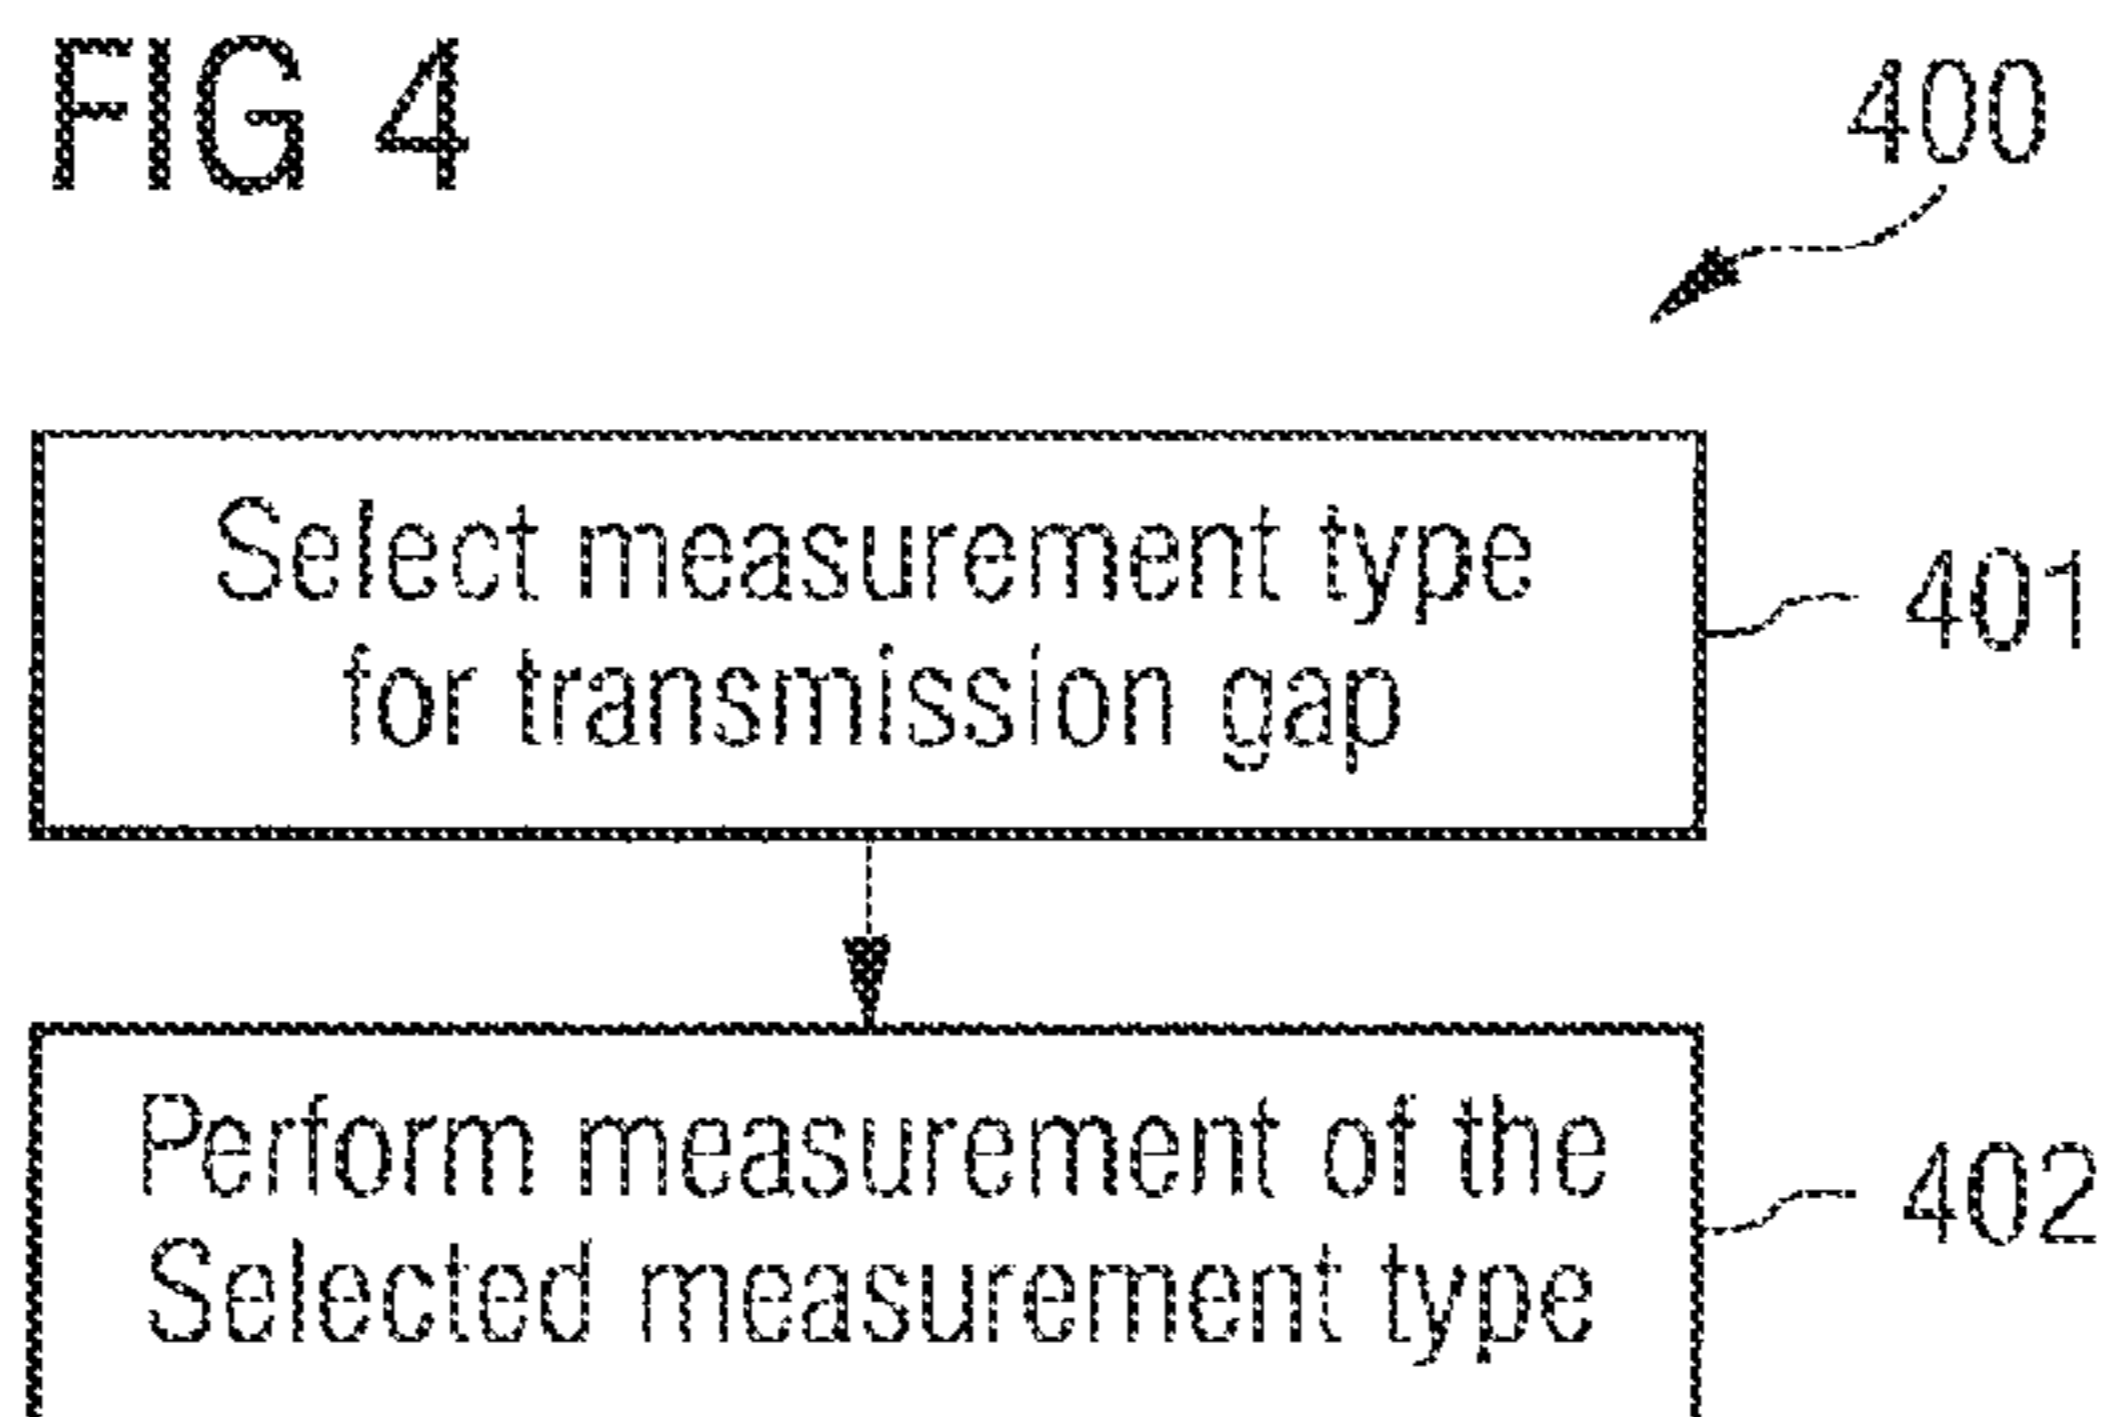 FIG 4
400
Select measurement type
for transmission gap
401
Perform measurement of the
Selected measurement type
402